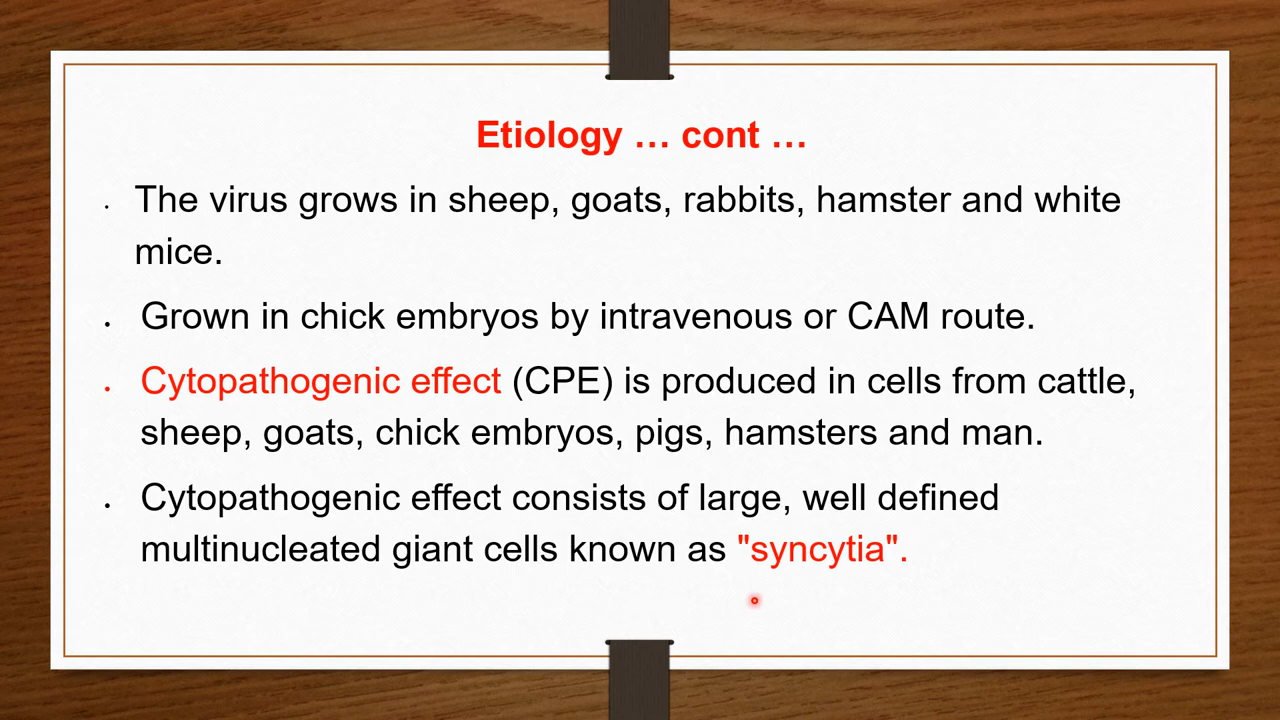 Etiology … cont …
• The virus grows in sheep, goats, rabbits, hamster and white
mice.
• Grown in chick embryos by intravenous or CAM route.
• Cytopathogenic effect (CPE) is produced in cells from cattle,
sheep, goats, chick embryos, pigs, hamsters and man.
• Cytopathogenic effect consists of large, well defined
multinucleated giant cells known as "syncytia".